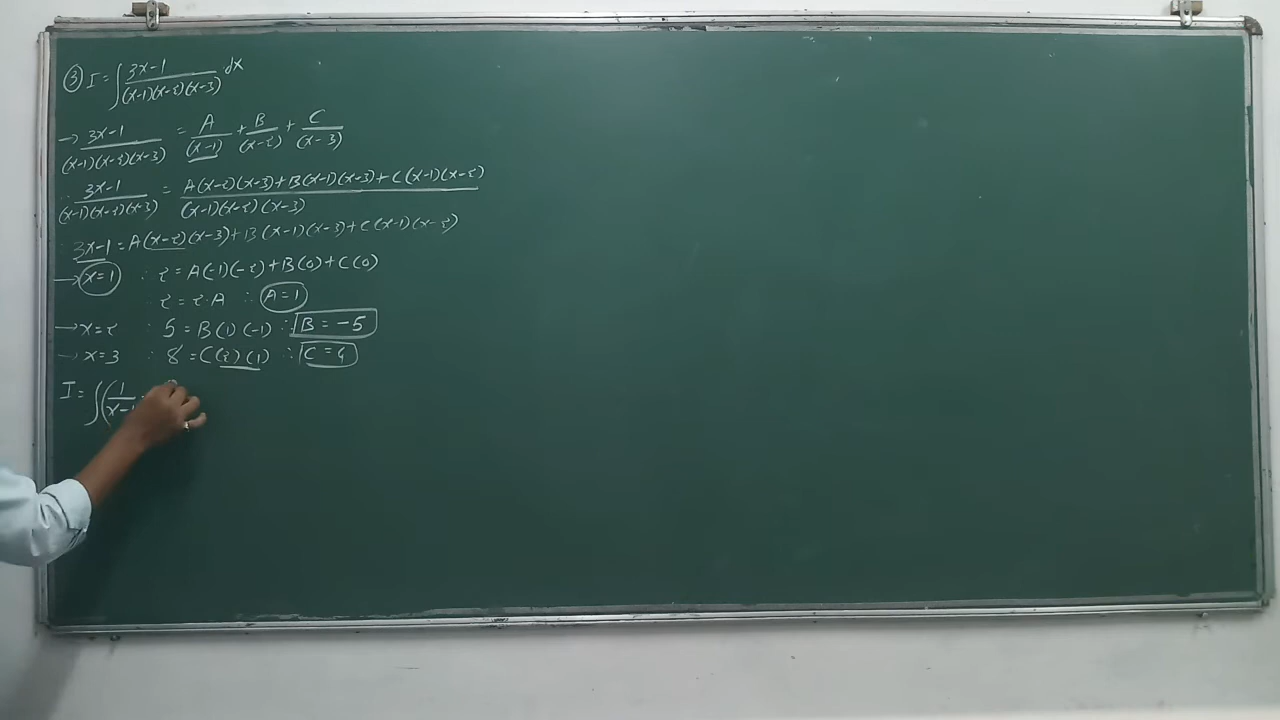 ③ I = ∫ 3x-1 / (x-1)(x-2)(x-3) dx
→ 3x-1 / (x-1)(x-2)(x-3) = A / (x-1) + B / (x-2) + C / (x-3)
∴ 3x-1 / (x-1)(x-2)(x-3) = A(x-2)(x-3)+B(x-1)(x-3)+C(x-1)(x-2) / (x-1)(x-2)(x-3)
∴ 3x-1 = A(x-2)(x-3)+B(x-1)(x-3)+C(x-1)(x-2)
→ x=1 ∴ 2 = A(-1)(-2)+B(0)+C(0)
2 = 2·A ∴ A=1
→ x=2 ∴ 5 = B(1)(-1) ∴ B = -5
→ x=3 ∴ 8 = C(2)(1) ∴ C = 4
I = ∫ ( 1 / x-1